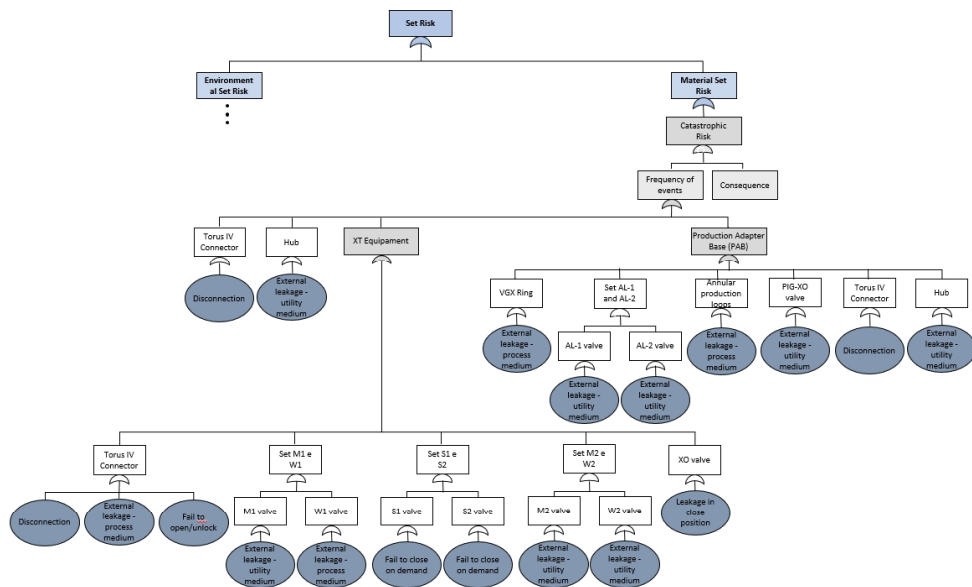 Set Risk
Environment
al Set Risk
Material Set
Risk
Catastrophic
Risk
Frequency of
events
Consequence
Torus IV
Connector
Hub
XT Equipament
Production Adapter
Base (PAB)
Disconnection
External
leakage -
utility
medium
VGX Ring
Set AL-1
and AL-2
Annular
production
loops
PIG-XO
valve
Torus IV
Connector
Hub
External
leakage -
process
medium
AL-1 valve
AL-2 valve
External
leakage -
process
medium
External
leakage -
utility
medium
Disconnection
External
leakage -
utility
medium
External
leakage -
utility
medium
External
leakage -
utility
medium
Torus IV
Connector
Set M1 e
W1
Set S1 e
S2
Set M2 e
W2
XO valve
Disconnection
External
leakage -
process
medium
Fail to
open/unlock
M1 valve
W1 valve
S1 valve
S2 valve
M2 valve
W2 valve
Leakage in
close
position
External
leakage -
utility
medium
External
leakage -
process
medium
Fail to close
on demand
Fail to close
on demand
External
leakage -
utility
medium
External
leakage -
utility
medium